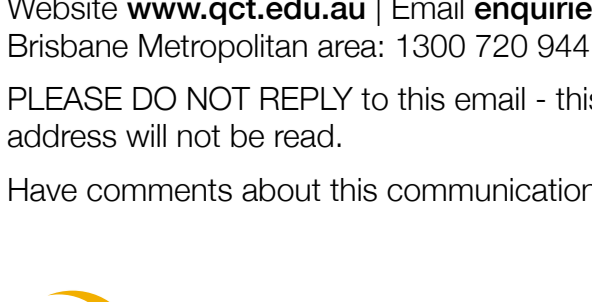 Website www.qct.edu.au | Email enquirie
Brisbane Metropolitan area: 1300 720 944
PLEASE DO NOT REPLY to this email - this
address will not be read.
Have comments about this communication